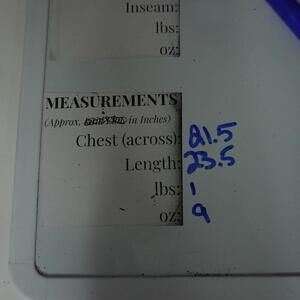 Inseam:
lbs:
oz:
MEASUREMENTS
(Approx, in Inches)
Chest (across): 21.5
Length: 23.5
lbs: 1
oz: 9